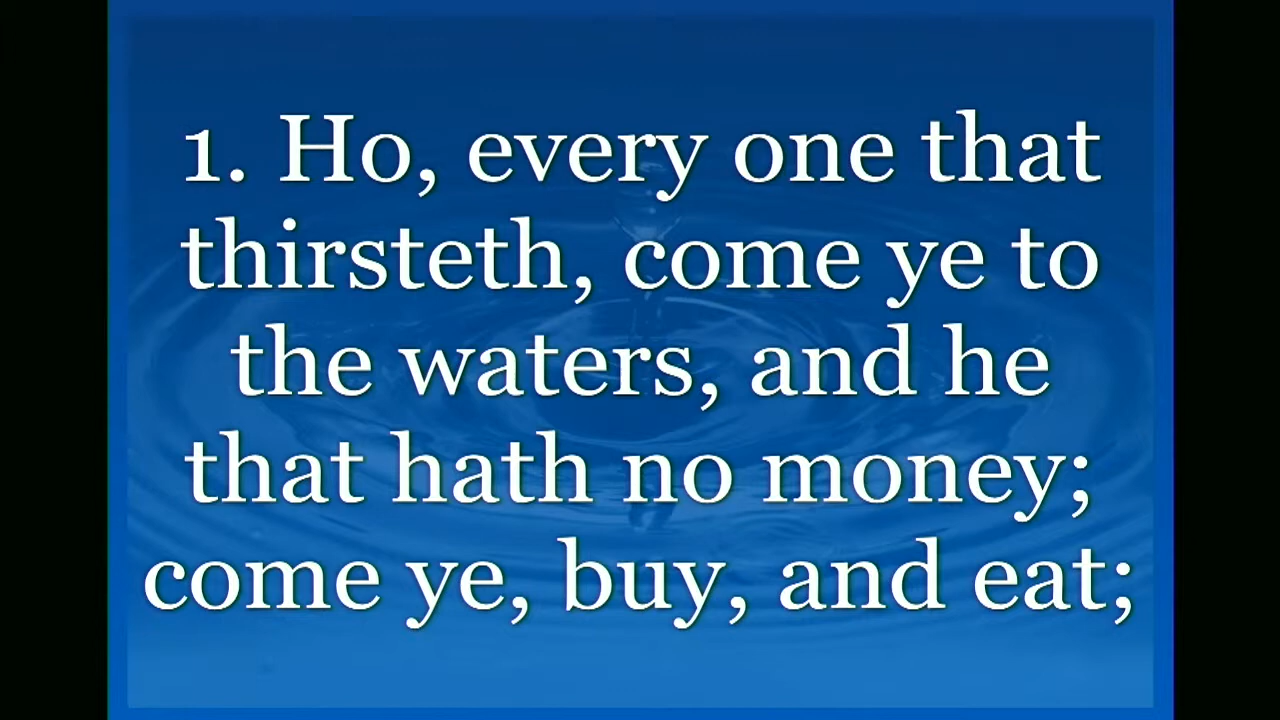 1. Ho, every one that
thirsteth, come ye to
the waters, and he
that hath no money;
come ye, buy, and eat;